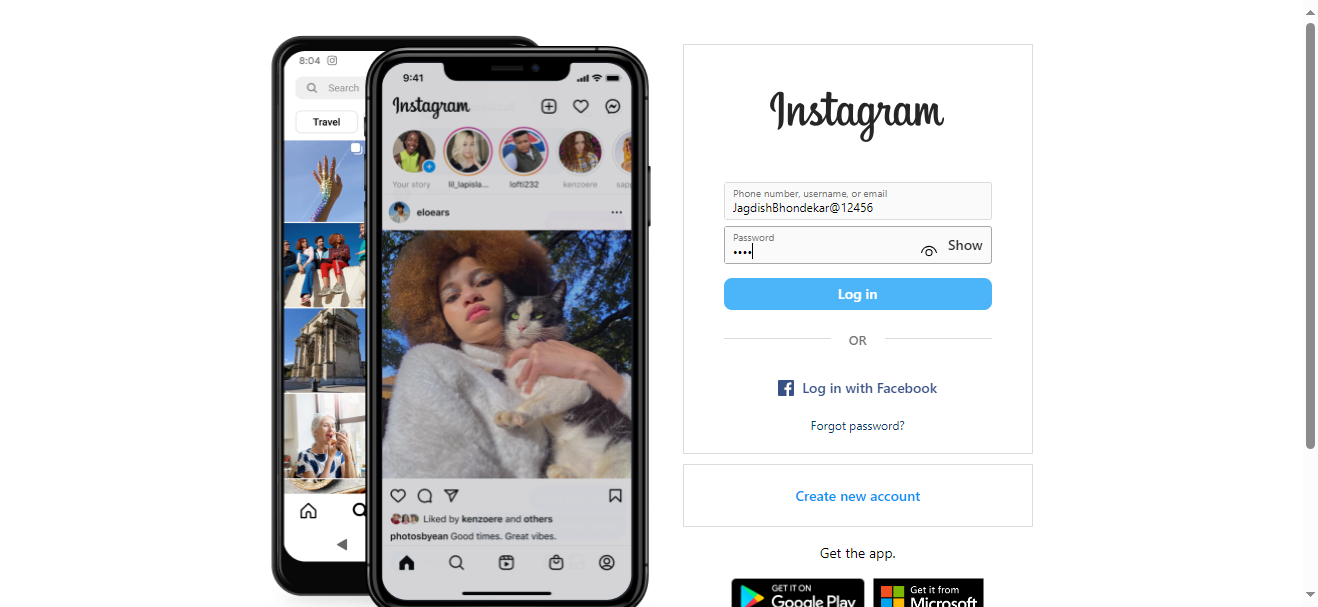 8:04
Search
Travel
9:41
Instagram
Your story
lil_lapisla...
lofti232
kenzoere
sap
eloears
Liked by kenzoere and others
photosbyean Good times. Great vibes.
Instagram
Phone number, username, or email
JagdishBhondekar@12456
Password
••••
Show
Log in
OR
Log in with Facebook
Forgot password?
Create new account
Get the app.
GET IT ON
Google Play
Get it from
Microsoft